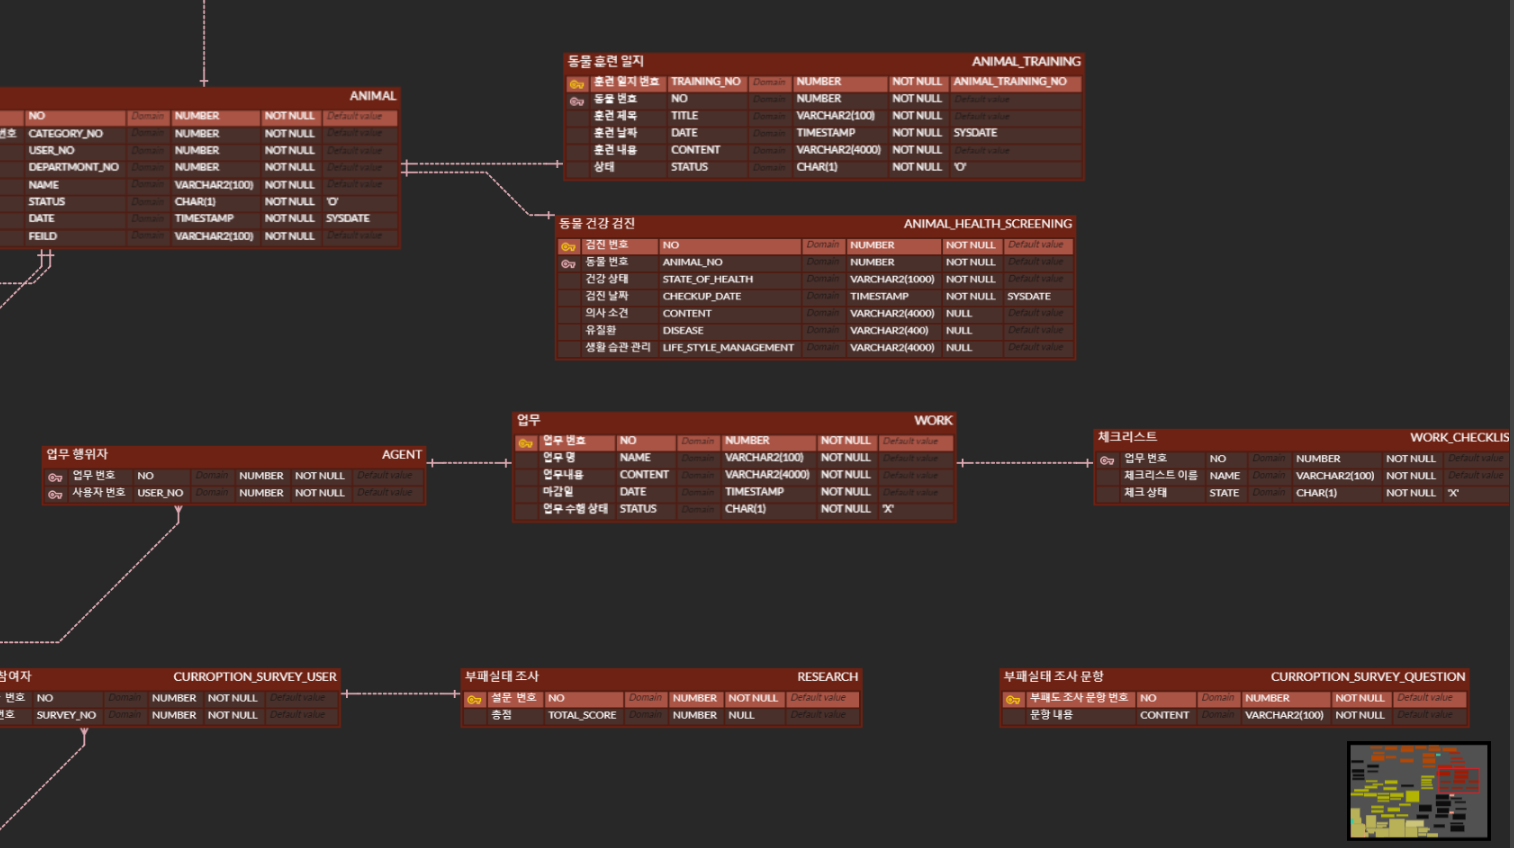 동물 훈련 일지 ANIMAL_TRAINING
훈련 일지 번호 TRAINING_NO Domain NUMBER NOT NULL ANIMAL_TRAINING_NO
동물 번호 NO Domain NUMBER NOT NULL Default value
훈련 제목 TITLE Domain VARCHAR2(100) NOT NULL Default value
훈련 날짜 DATE Domain TIMESTAMP NOT NULL SYSDATE
훈련 내용 CONTENT Domain VARCHAR2(4000) NOT NULL Default value
상태 STATUS Domain CHAR(1) NOT NULL 'O'
ANIMAL
NO Domain NUMBER NOT NULL Default value
번호 CATEGORY_NO Domain NUMBER NOT NULL Default value
USER_NO Domain NUMBER NOT NULL Default value
DEPARTMONT_NO Domain NUMBER NOT NULL Default value
NAME Domain VARCHAR2(100) NOT NULL Default value
STATUS Domain CHAR(1) NOT NULL 'O'
DATE Domain TIMESTAMP NOT NULL SYSDATE
FEILD Domain VARCHAR2(100) NOT NULL Default value
동물 건강 검진 ANIMAL_HEALTH_SCREENING
검진 번호 NO Domain NUMBER NOT NULL Default value
동물 번호 ANIMAL_NO Domain NUMBER NOT NULL Default value
건강 상태 STATE_OF_HEALTH Domain VARCHAR2(1000) NOT NULL Default value
검진 날짜 CHECKUP_DATE Domain TIMESTAMP NOT NULL SYSDATE
의사 소견 CONTENT Domain VARCHAR2(4000) NULL Default value
유질환 DISEASE Domain VARCHAR2(400) NULL Default value
생활 습관 관리 LIFE_STYLE_MANAGEMENT Domain VARCHAR2(4000) NULL Default value
업무 행위자 AGENT
업무 번호 NO Domain NUMBER NOT NULL Default value
사용자 번호 USER_NO Domain NUMBER NOT NULL Default value
업무 WORK
업무 번호 NO Domain NUMBER NOT NULL Default value
업무 명 NAME Domain VARCHAR2(100) NOT NULL Default value
업무내용 CONTENT Domain VARCHAR2(4000) NOT NULL Default value
마감일 DATE Domain TIMESTAMP NOT NULL Default value
업무 수행 상태 STATUS Domain CHAR(1) NOT NULL 'X'
체크리스트 WORK_CHECKLIS
업무 번호 NO Domain NUMBER NOT NULL Default value
체크리스트 이름 NAME Domain VARCHAR2(100) NOT NULL Default value
체크 상태 STATE Domain CHAR(1) NOT NULL 'X'
참여자 CURROPTION_SURVEY_USER
번호 NO Domain NUMBER NOT NULL Default value
번호 SURVEY_NO Domain NUMBER NOT NULL Default value
부패실태 조사 RESEARCH
설문 번호 NO Domain NUMBER NOT NULL Default value
총점 TOTAL_SCORE Domain NUMBER NULL Default value
부패실태 조사 문항 CURROPTION_SURVEY_QUESTION
부패도 조사 문항 번호 NO Domain NUMBER NOT NULL Default value
문항 내용 CONTENT Domain VARCHAR2(100) NOT NULL Default value